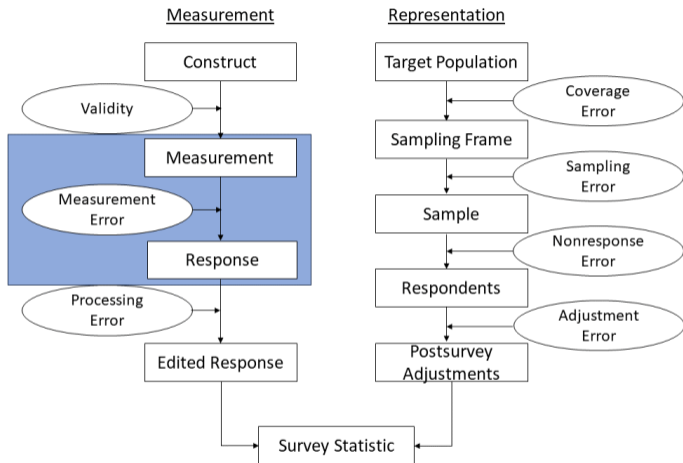 Measurement
Construct
Validity
Measurement
Measurement
Error
Response
Processing
Error
Edited Response
Representation
Target Population
Coverage
Error
Sampling Frame
Sampling
Error
Sample
Nonresponse
Error
Respondents
Adjustment
Error
Postsurvey
Adjustments
Survey Statistic